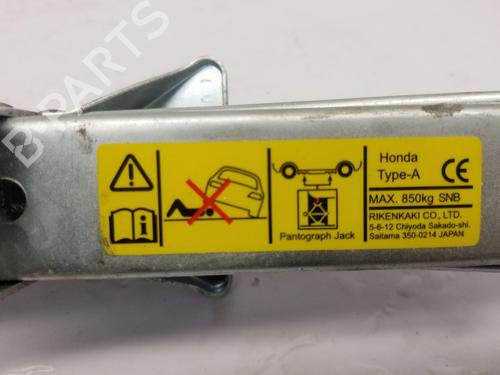 B PARTS
Honda
Type-A
CE
MAX. 850kg SNB
RIKENKAKI CO., LTD.
5-6-12 Chiyoda Sakado-shi.
Saitama 350-0214 JAPAN
Pantograph Jack